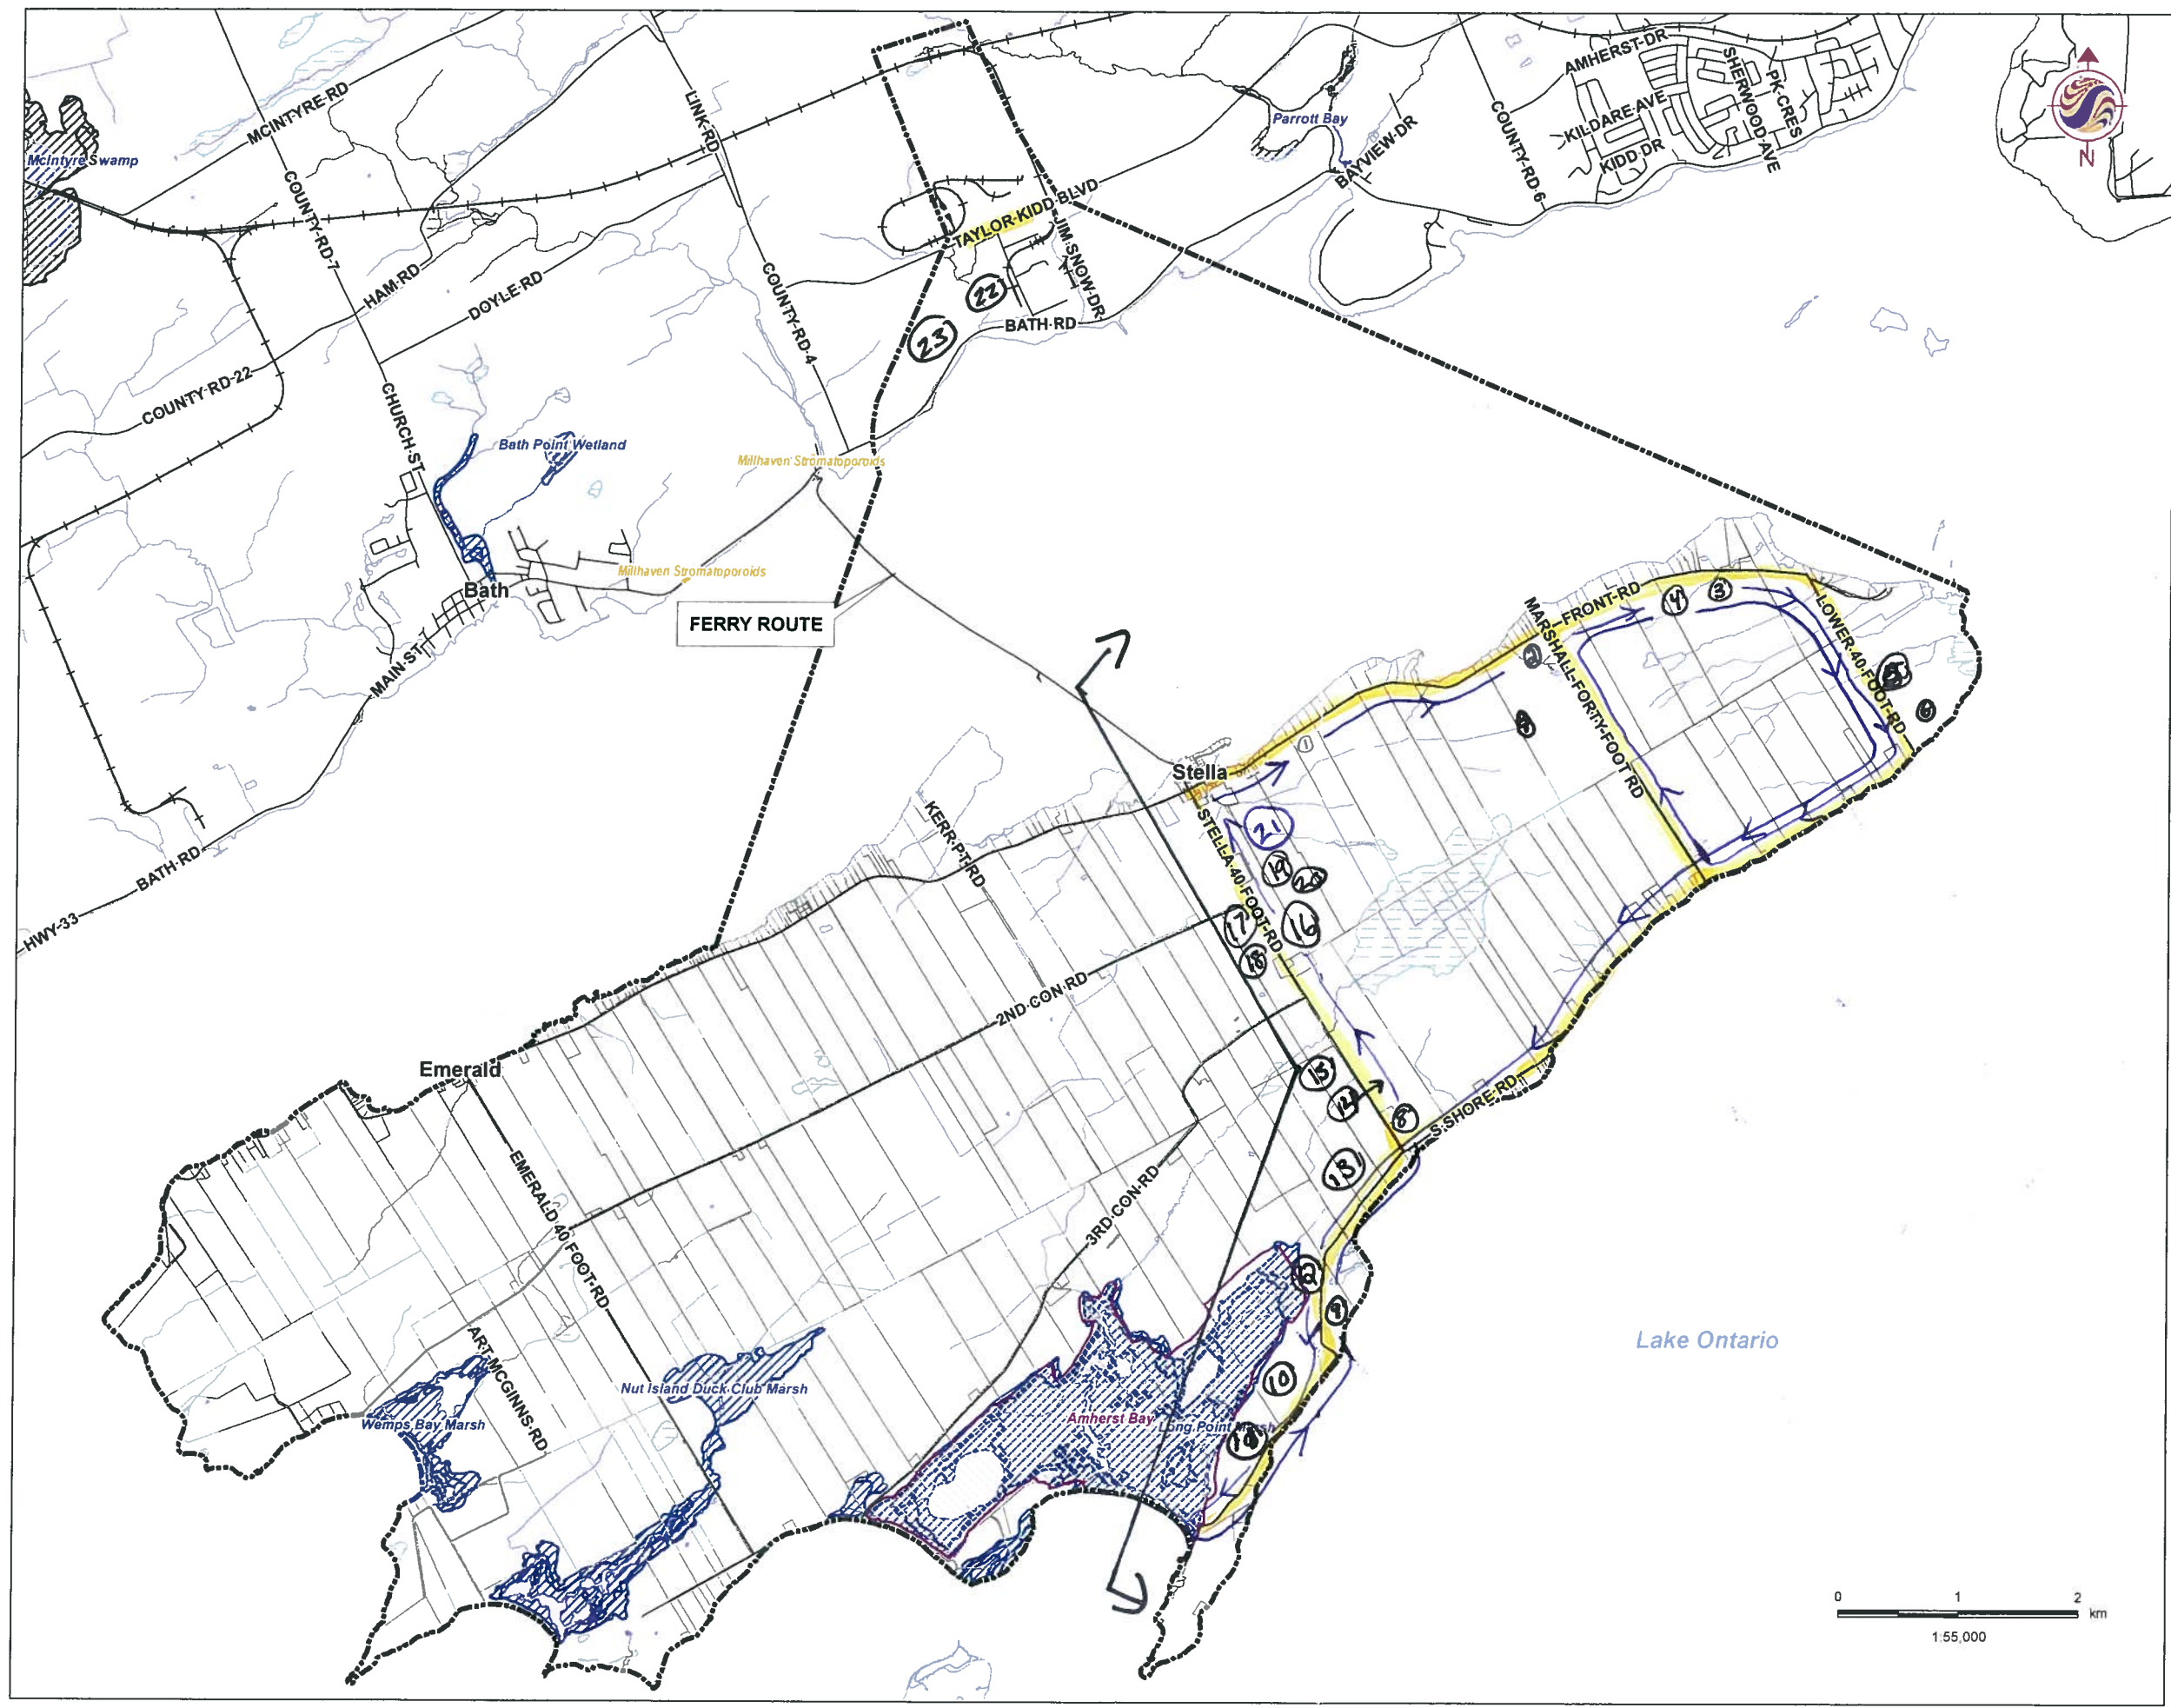 AMHERST-DR
MCINTYRE-RD
LINK-RD
SHERWOOD-AVE
PK-CRES
KILDARE-AVE
COUNTY-RD-6
Parrott Bay
McIntyre Swamp
KIDD-DR
BAYVIEW-DR
N
COUNTY-RD-7
TAYLOR-KIDD-BLVD
JIM-SNOW-DR
HAM-RD
DOYLE-RD
COUNTY-RD-4
22
BATH-RD
23
COUNTY-RD-22
CHURCH-ST
Bath Point Wetland
Millhaven Stromatoporoids
Millhaven Stromatoporoids
Bath
FERRY ROUTE
FRONT-RD
4
3
MARSHALL-FORTY-FOOT RD
LOWER-40-FOOT-RD
MAIN-ST
2
6
1
Stella
STELLA-40-FOOT-RD
21
KERR-PT-RD
BATH-RD
19
20
HWY-33
17
16
18
2ND-CON-RD
Emerald
15
12
8
S-SHORE-RD
EMERALD 40 FOOT-RD
13
3RD-CON-RD
9
Lake Ontario
ART-MCGINNS-RD
10
Nut Island Duck Club Marsh
Wemps Bay Marsh
Amherst Bay
Long Point Marsh
0 1 2
km
1:55,000